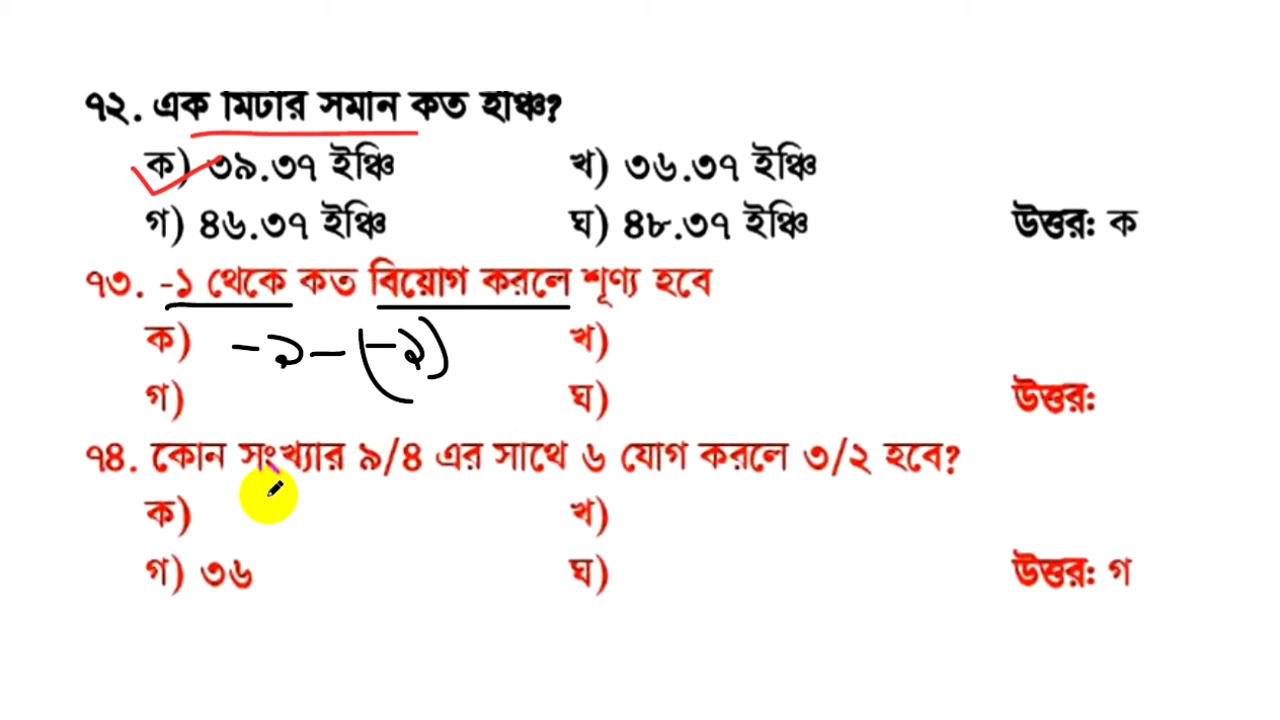 ৭২. এক মিটার সমান কত ইঞ্চি?
ক) ৩৯.৩৭ ইঞ্চি খ) ৩৬.৩৭ ইঞ্চি
গ) ৪৬.৩৭ ইঞ্চি ঘ) ৪৮.৩৭ ইঞ্চি উত্তর: ক
৭৩. -১ থেকে কত বিয়োগ করলে শূণ্য হবে
ক) -১-(-১) খ)
গ) ঘ) উত্তর:
৭৪. কোন সংখ্যার ৯/৪ এর সাথে ৬ যোগ করলে ৩/২ হবে?
ক) খ)
গ) ৩৬ ঘ) উত্তর: গ